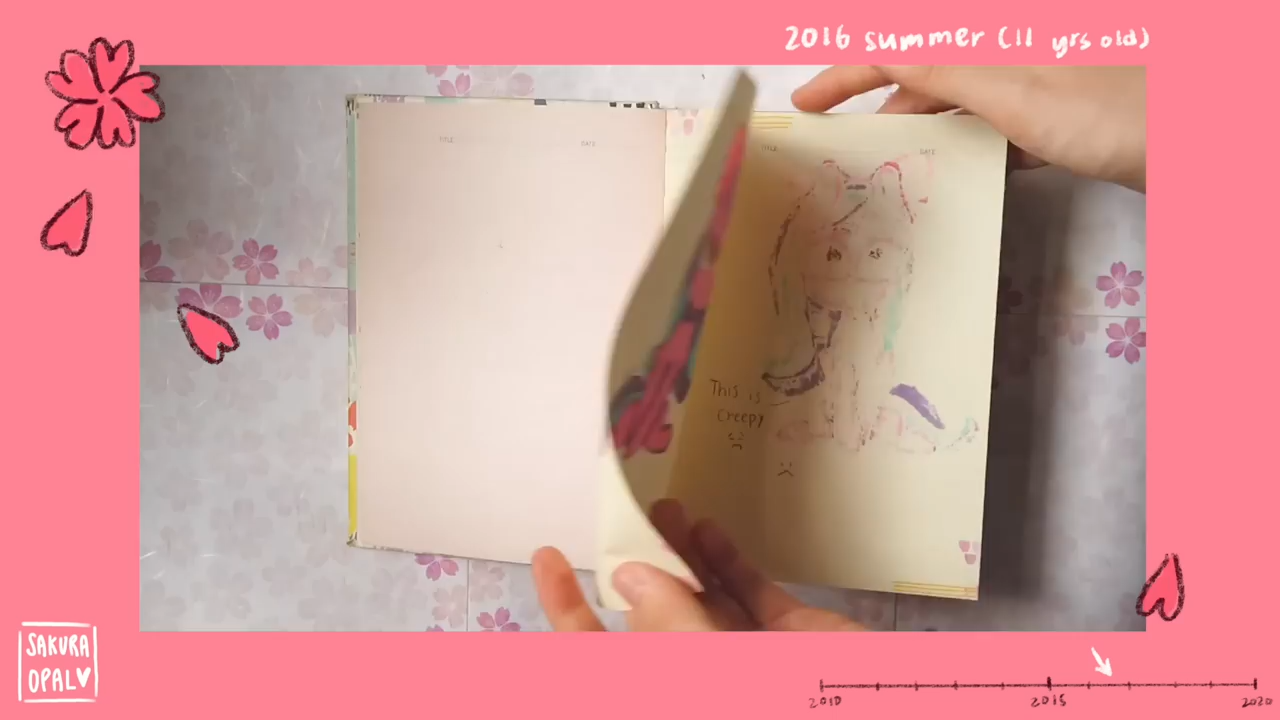 2016 summer (11 yrs old)
TITLE
DATE
TITLE
DATE
This is
creepy
SAKURA
OPAL♥
2010
2015
2020